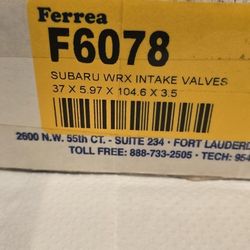 Ferrea
F6078
SUBARU WRX INTAKE VALVES
37 X 5.97 X 104.6 X 3.5
2600 N.W. 55th CT. - SUITE 234 • FORT LAUDERD
TOLL FREE: 888-733-2505 • TECH: 954